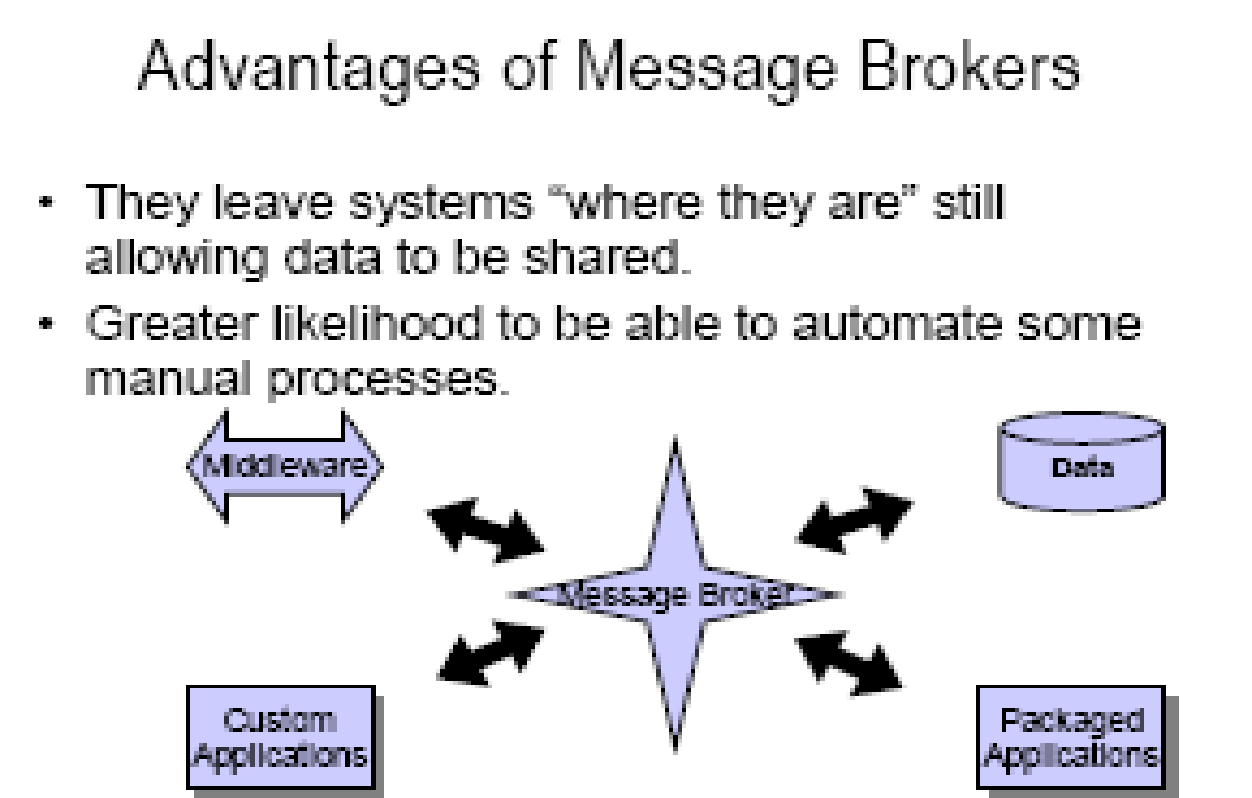 Advantages of Message Brokers
• They leave systems “where they are” still
allowing data to be shared.
• Greater likelihood to be able to automate some
manual processes.
Middleware
Data
Message Broker
Custom
Applications
Packaged
Applications